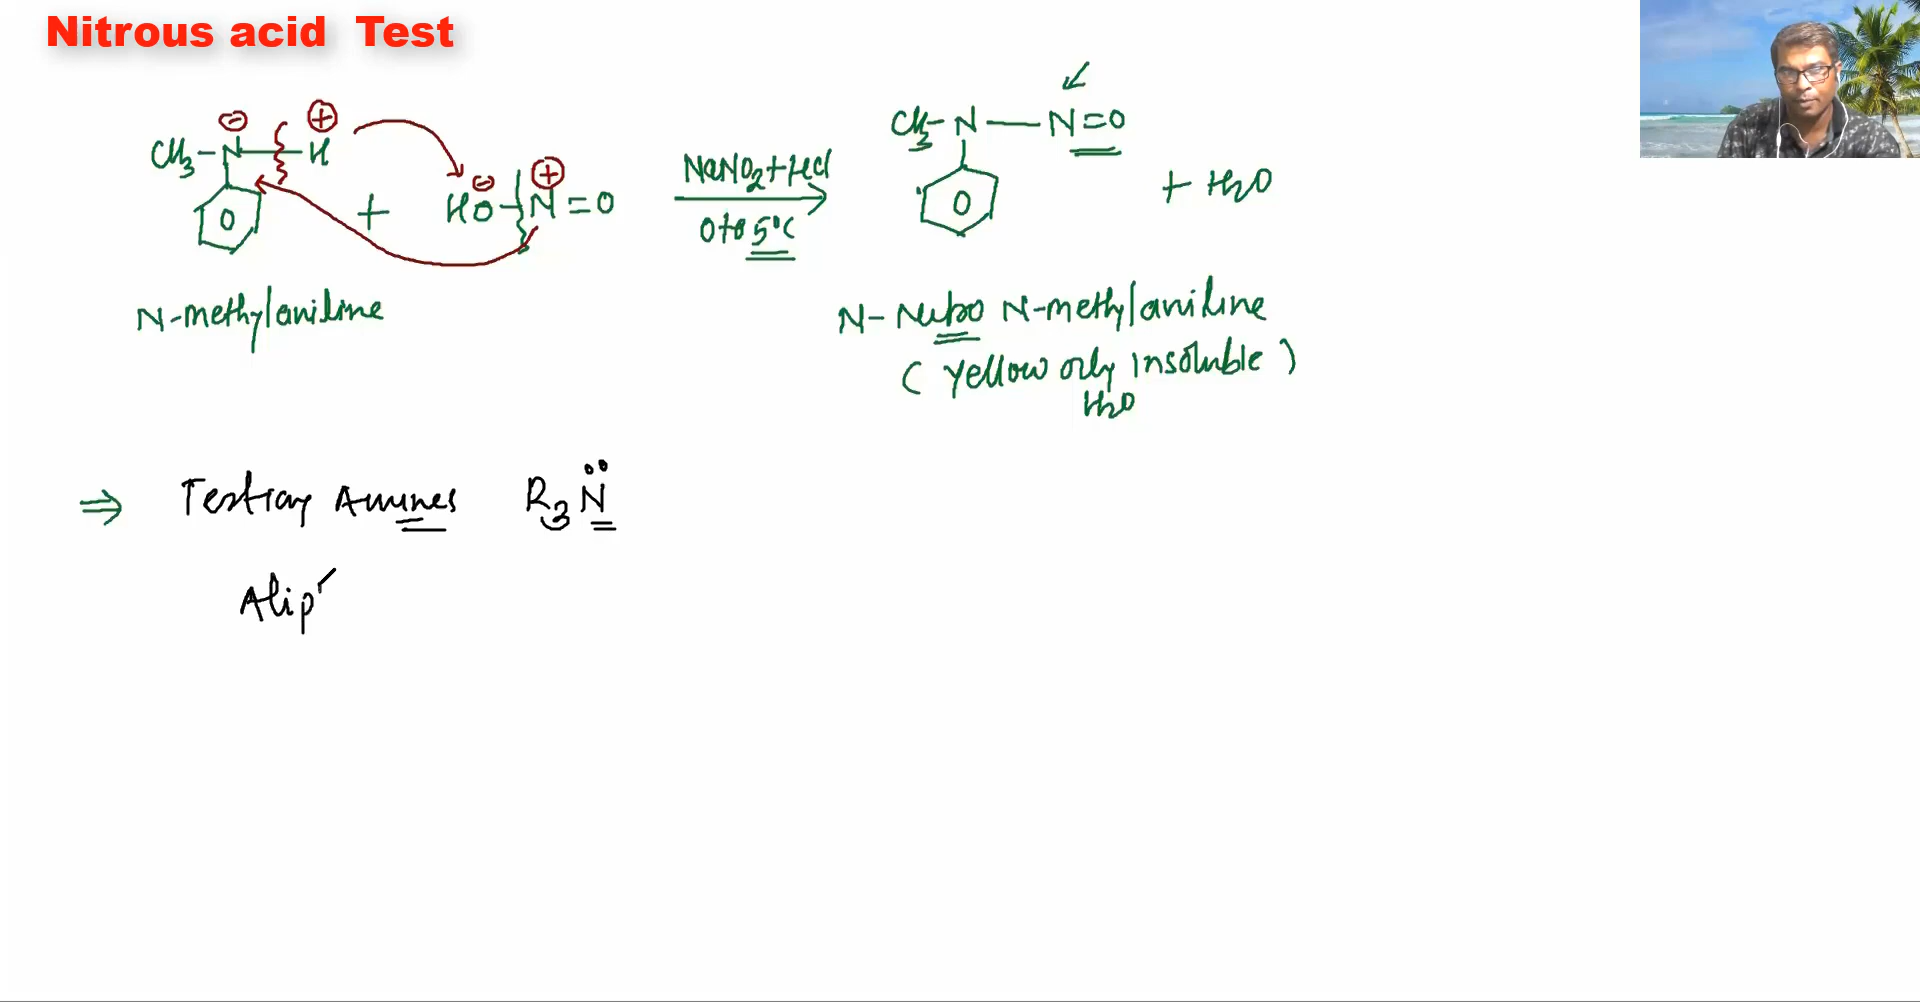 Nitrous acid Test
⊖ ⊕
CH3-N-H
+ HO-N=O
⊖ ⊕
NaNO2+HCl
0 to 5°C
CH3-N-N=O
+ H2O
N-methylaniline
N-Nitro N-methylaniline
(Yellow oily insoluble)
H2O
⇒ Tertiary Amines R3N̈
Alip